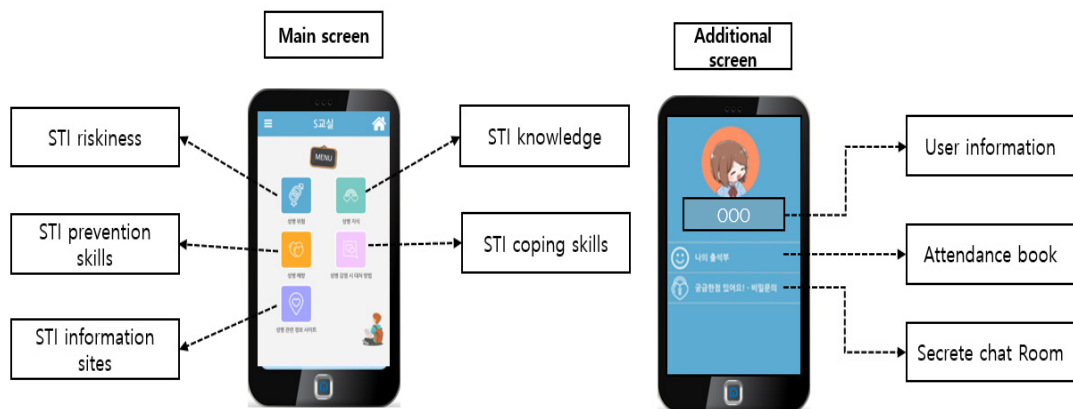 Main screen
Additional
screen
STI riskiness
STI prevention
skills
STI information
sites
STI knowledge
STI coping skills
S교실
MENU
성병 위험
성병 지식
성병 예방
성병 감염 시 대처 방법
성병 관련 정보 사이트
OOO
나의 출석부
궁금한점 있어요! - 비밀문의
User information
Attendance book
Secrete chat Room